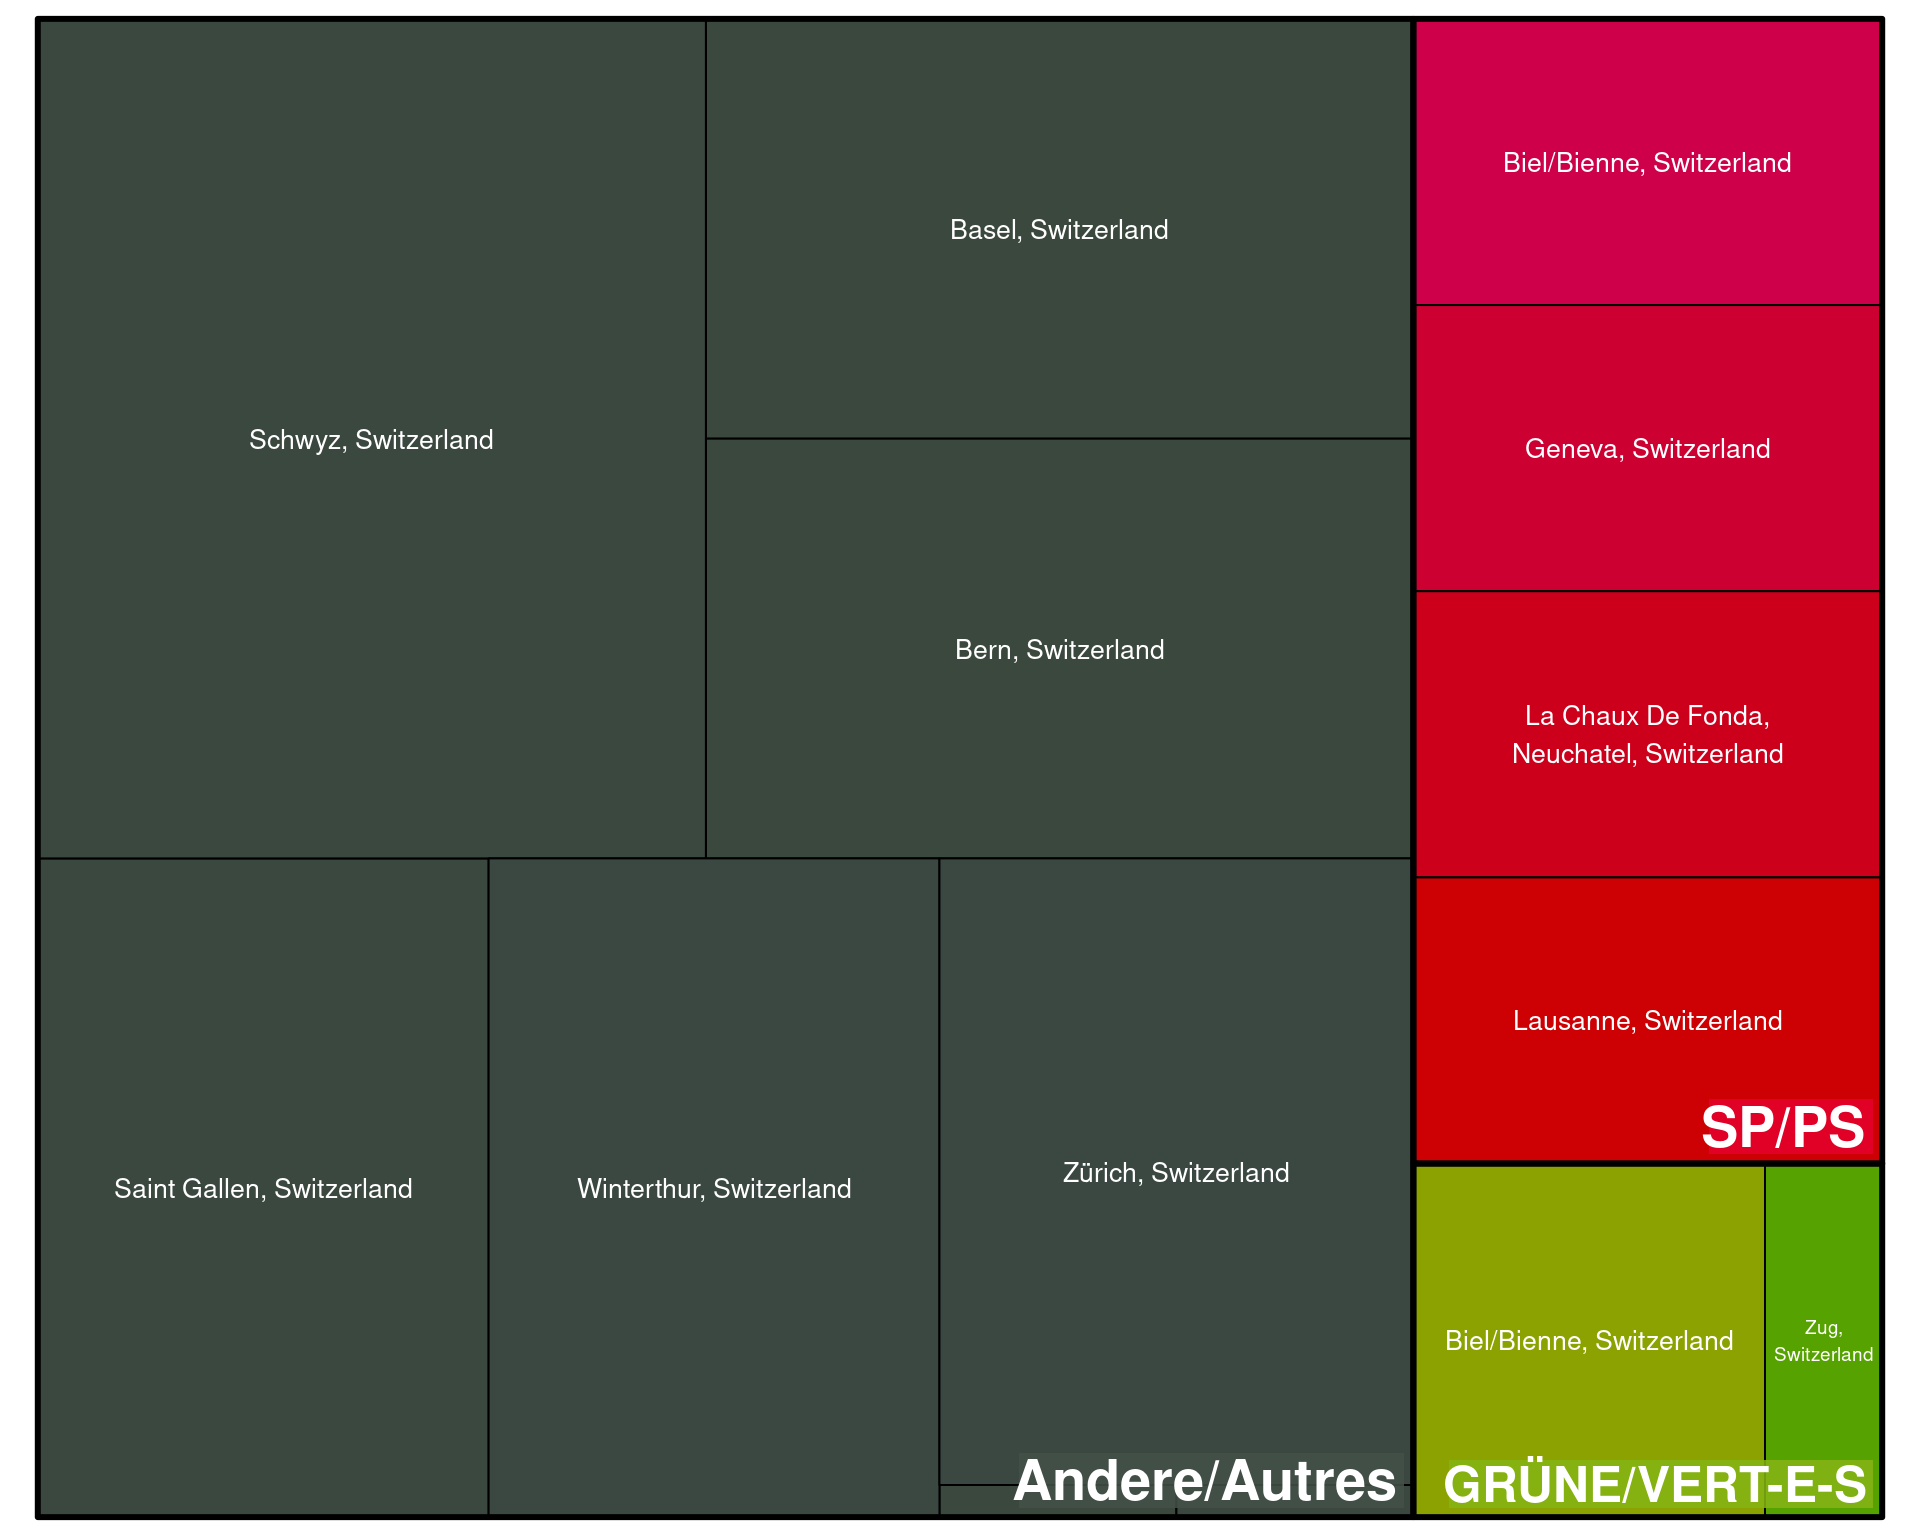 Schwyz, Switzerland
Basel, Switzerland
Bern, Switzerland
Saint Gallen, Switzerland
Winterthur, Switzerland
Zürich, Switzerland
Andere/Autres
Biel/Bienne, Switzerland
Geneva, Switzerland
La Chaux De Fonda,
Neuchatel, Switzerland
Lausanne, Switzerland
SP/PS
Biel/Bienne, Switzerland
Zug,
Switzerland
GRÜNE/VERT-E-S